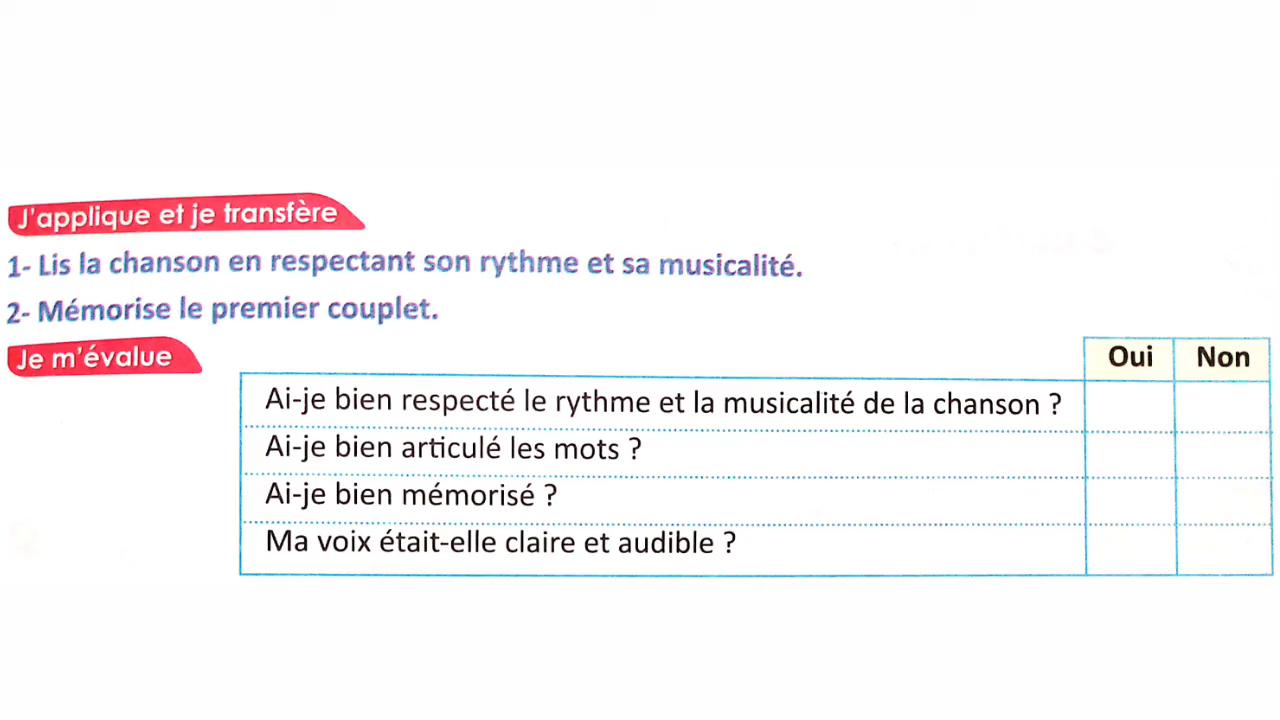 J'applique et je transfère
1- Lis la chanson en respectant son rythme et sa musicalité.
2- Mémorise le premier couplet.
Je m'évalue
Oui Non
Ai-je bien respecté le rythme et la musicalité de la chanson ?
Ai-je bien articulé les mots ?
Ai-je bien mémorisé ?
Ma voix était-elle claire et audible ?